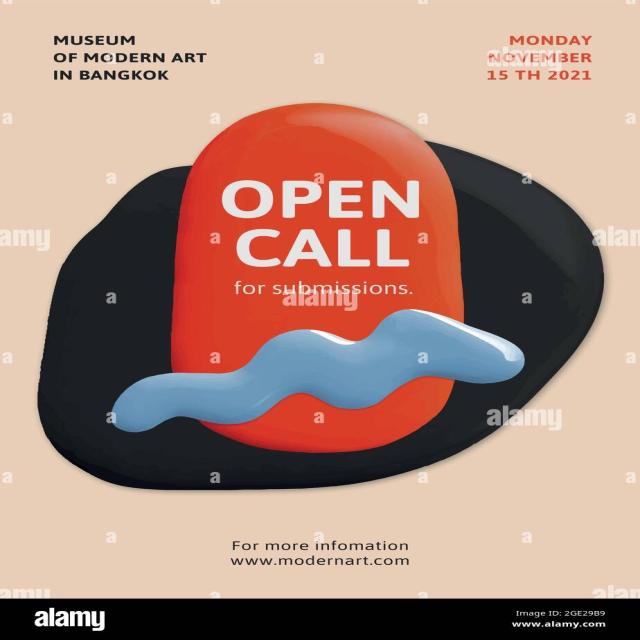 MUSEUM
OF MODERN ART
IN BANGKOK
MONDAY
NOVEMBER
15 TH 2021
OPEN
CALL
for submissions.
For more infomation
www.modernart.com
alamy
Image ID: 2GE29B9
www.alamy.com